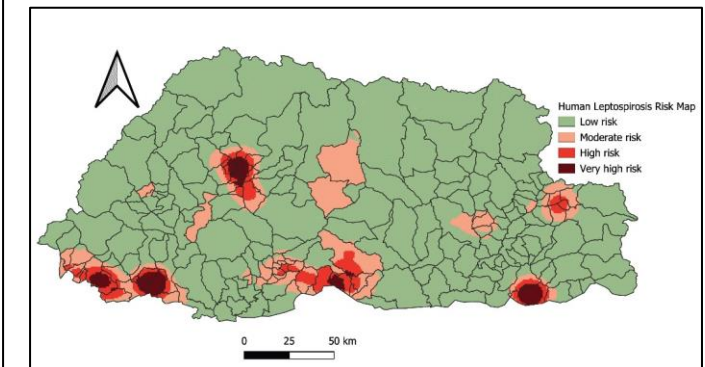 Human Leptospirosis Risk Map
Low risk
Moderate risk
High risk
Very high risk
0 25 50 km